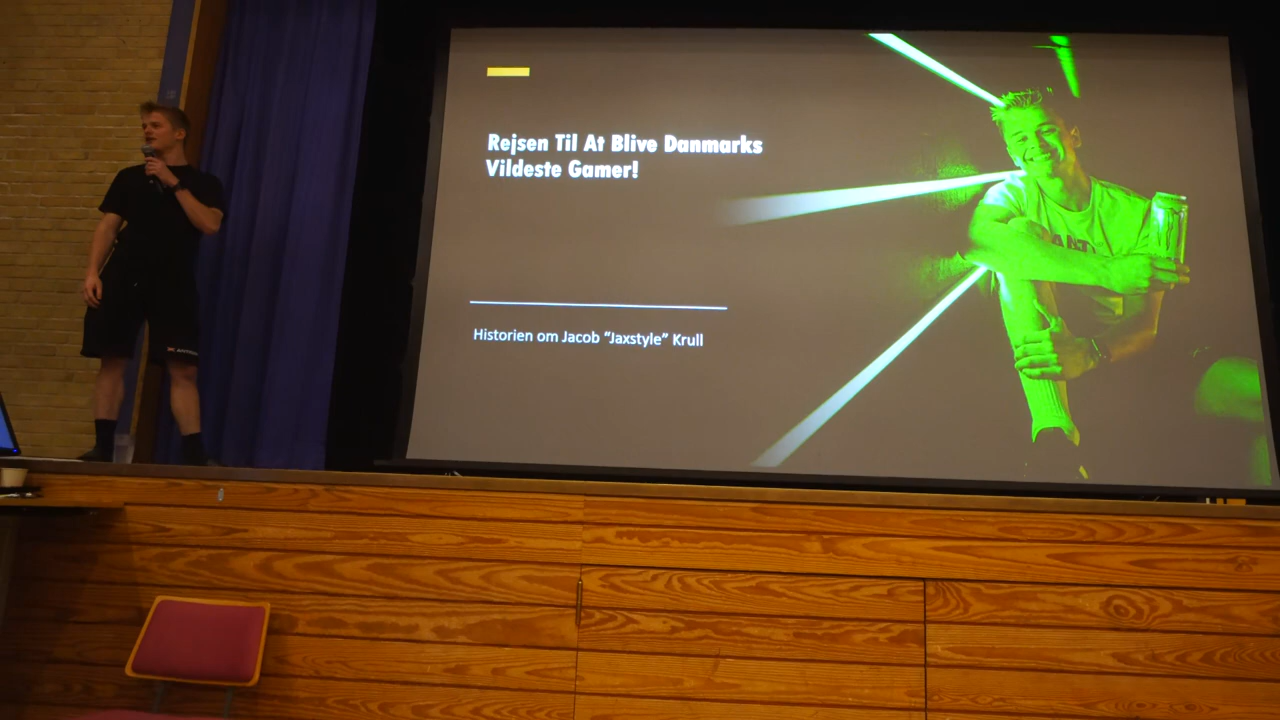 Rejsen Til At Blive Danmarks
Vildeste Gamer!
Historien om Jacob “Jaxstyle” Krull